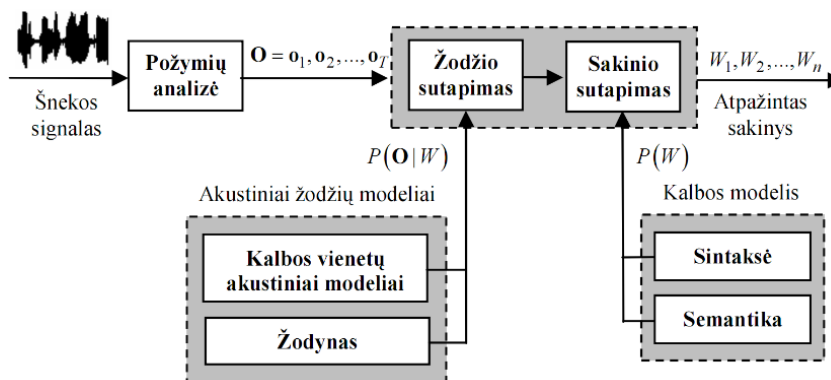 Šnekos
signalas
Požymių
analizė
O = o₁, o₂, ..., o_T
Žodžio
sutapimas
Sakinio
sutapimas
W₁, W₂, ..., Wₙ
Atpažintas
sakinys
P(O | W)
P(W)
Akustiniai žodžių modeliai
Kalbos vienetų
akustiniai modeliai
Žodynas
Kalbos modelis
Sintaksė
Semantika